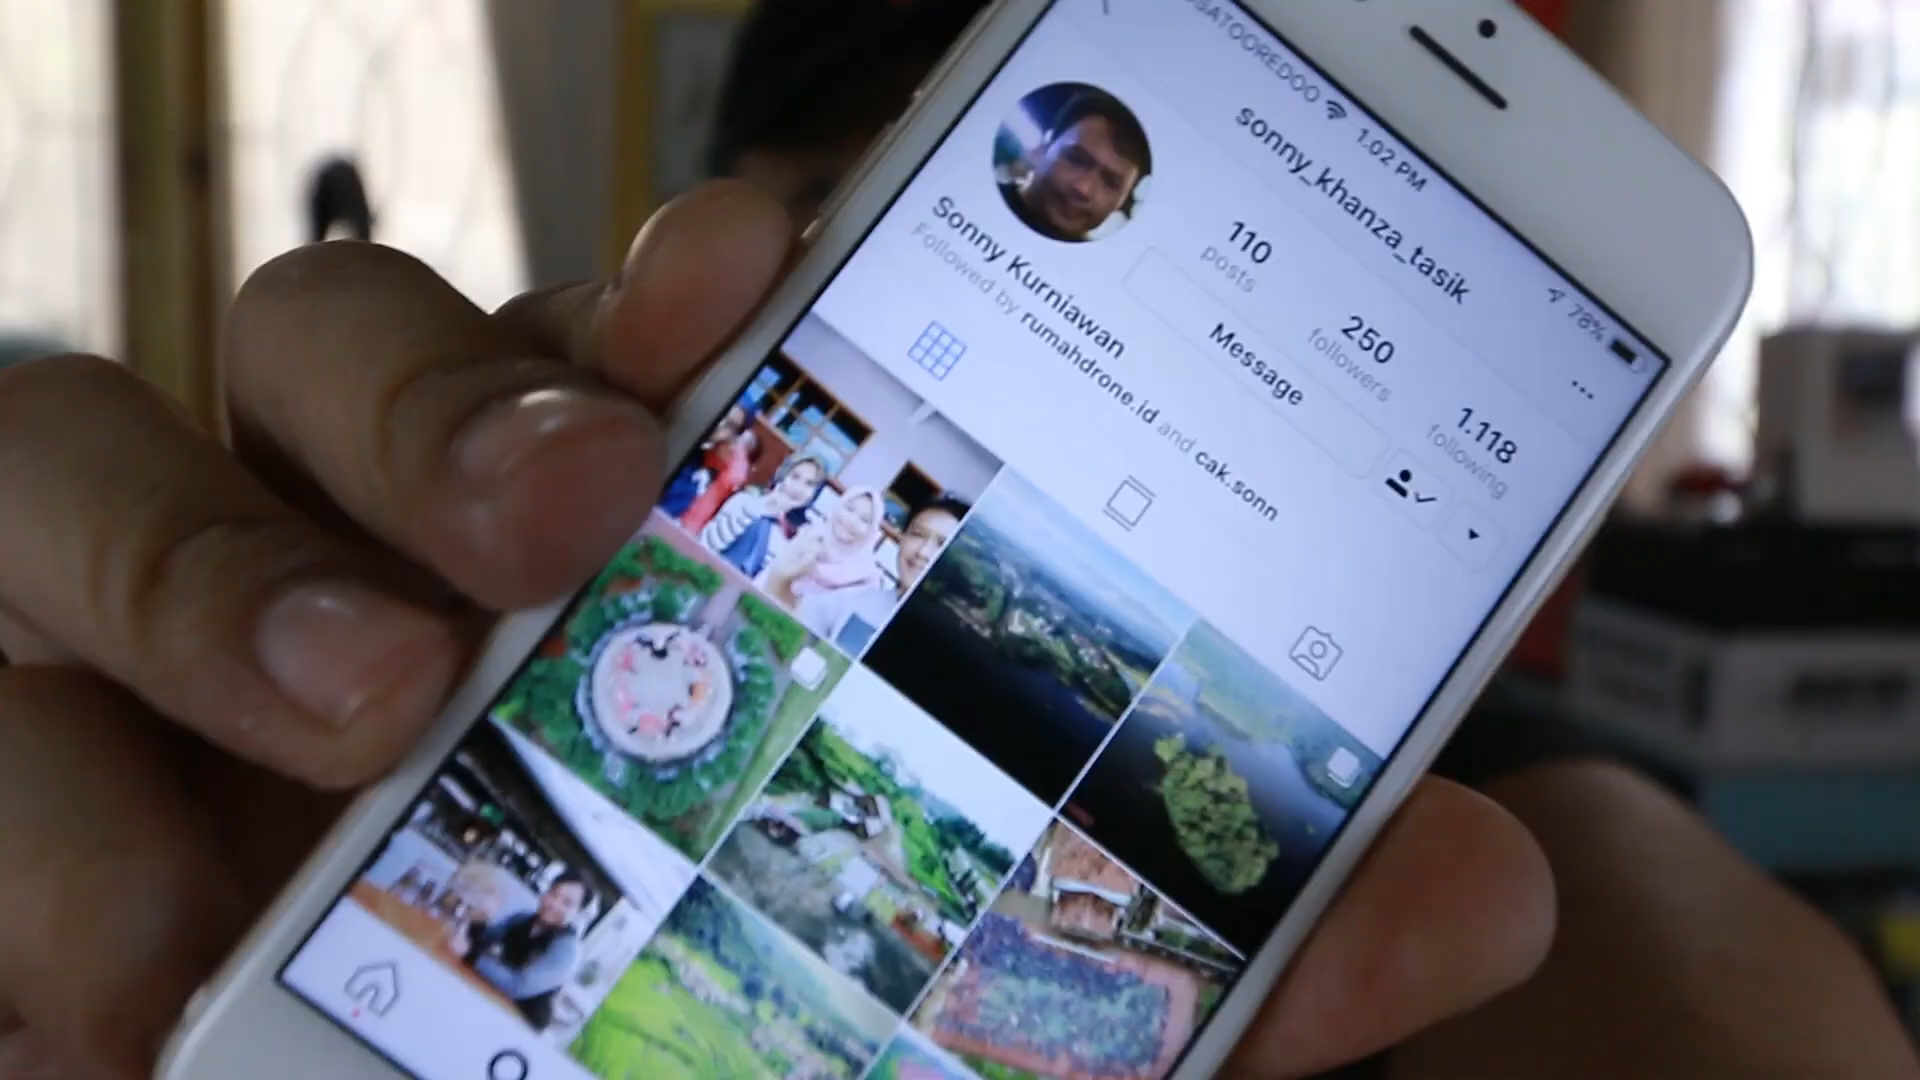 1.02 PM
78%
sonny_khanza_tasik
110
posts
250
followers
1.118
following
Message
Sonny Kurniawan
Followed by rumahdrone.id and cak.sonn